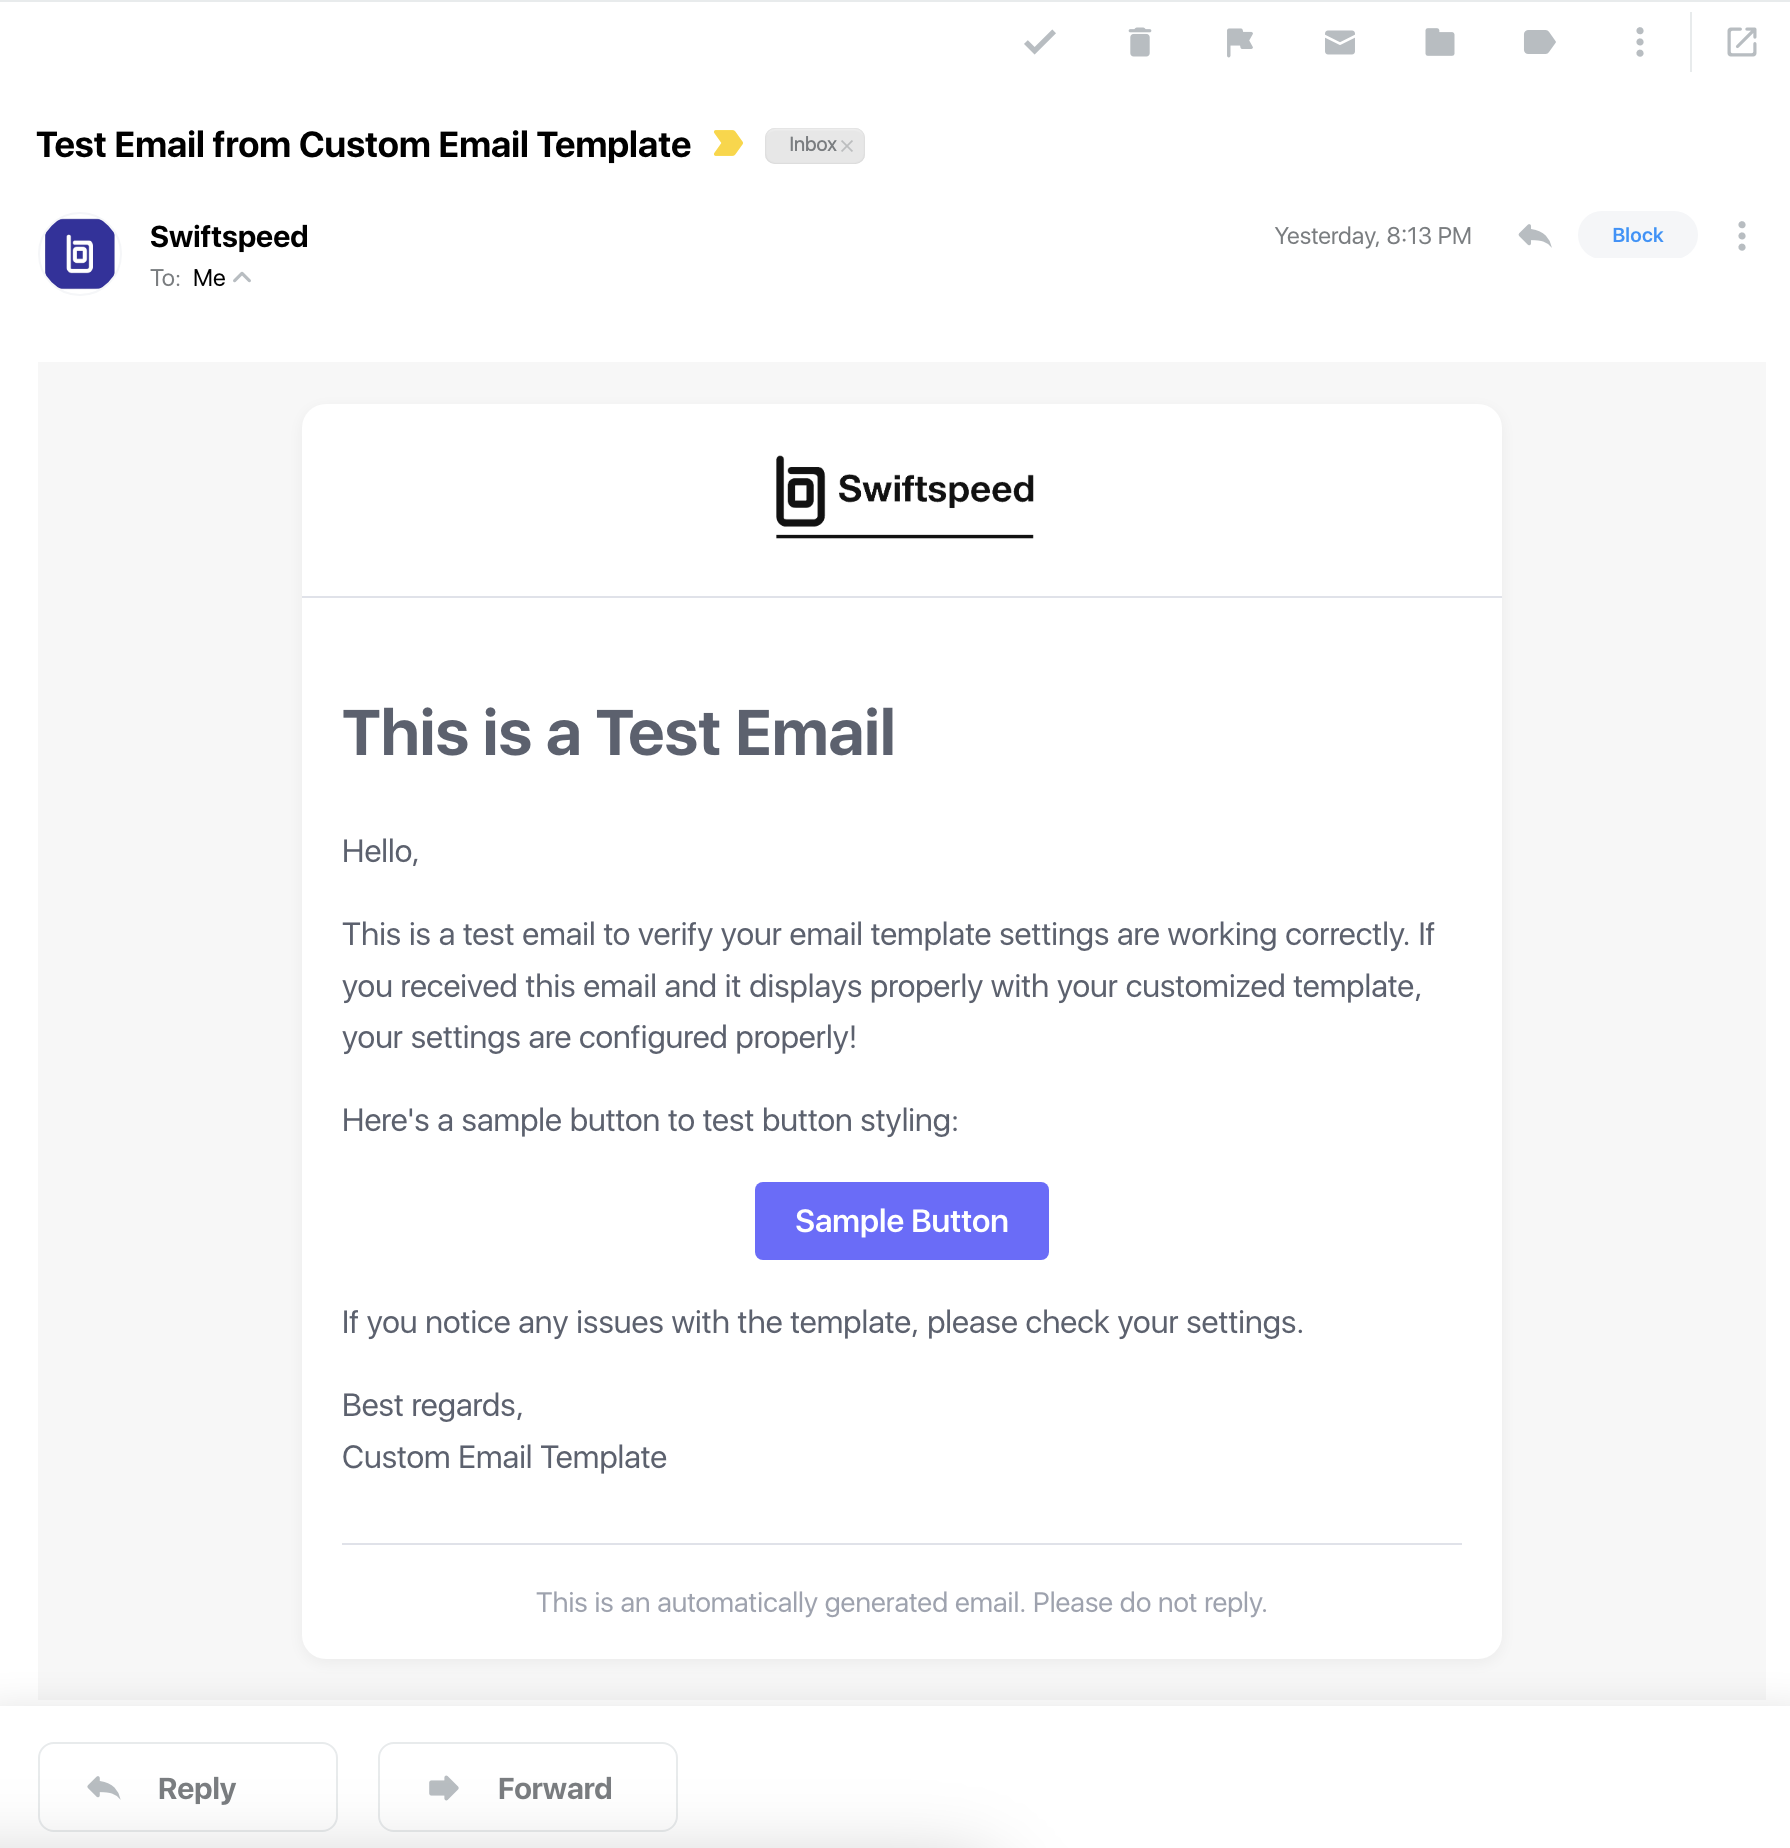 Test Email from Custom Email Template
Inbox
Swiftspeed
Yesterday, 8:13 PM
Block
To: Me
Swiftspeed
This is a Test Email
Hello,
This is a test email to verify your email template settings are working correctly. If
you received this email and it displays properly with your customized template,
your settings are configured properly!
Here's a sample button to test button styling:
Sample Button
If you notice any issues with the template, please check your settings.
Best regards,
Custom Email Template
This is an automatically generated email. Please do not reply.
Reply
Forward